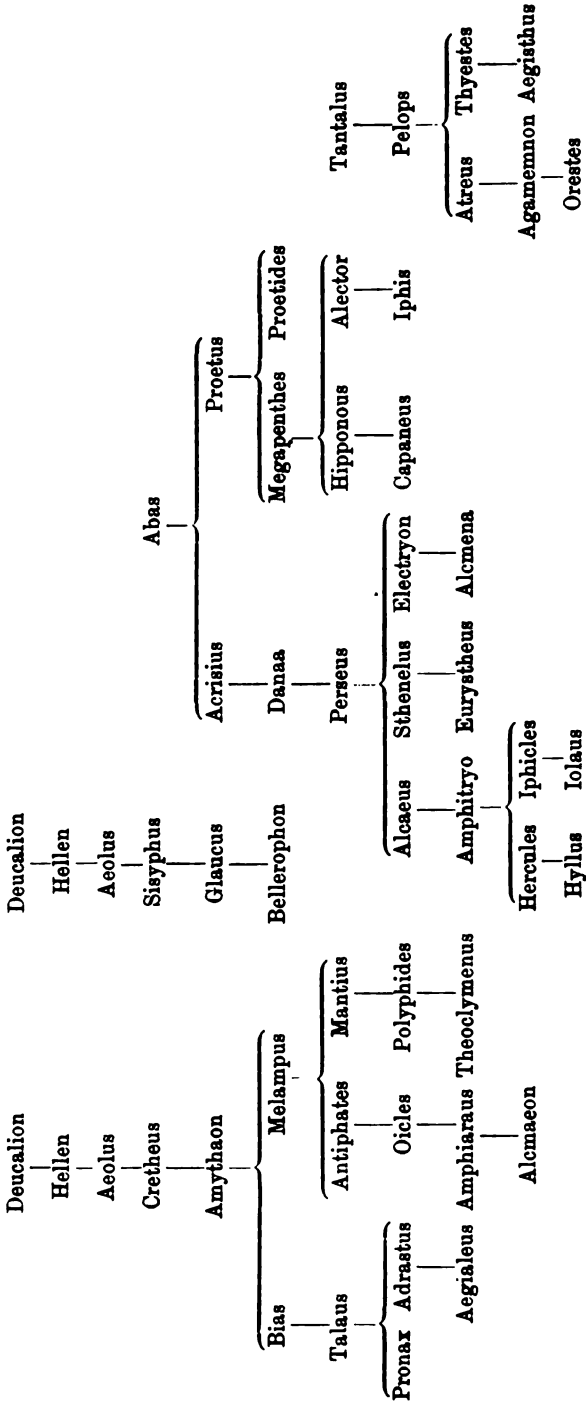 Deucalion Deucalion
Hellen Hellen
Aeolus Aeolus
Cretheus Sisyphus Abas
Amythaon Glaucus Acrisius Proetus
Bias Melampus Bellerophon Danaa Megapenthes Proetides
Talaus Antiphates Mantius Perseus Hipponous Alector Tantalus
Pronax Adrastus Oicles Polyphides Alcaeus Sthenelus Electryon Capaneus Iphis Pelops
Aegialeus Amphiaraus Theoclymenus Amphitryo Eurystheus Alcmena Atreus Thyestes
Alcmaeon Hercules Iphicles Agamemnon Aegisthus
Hyllus Iolaus Orestes